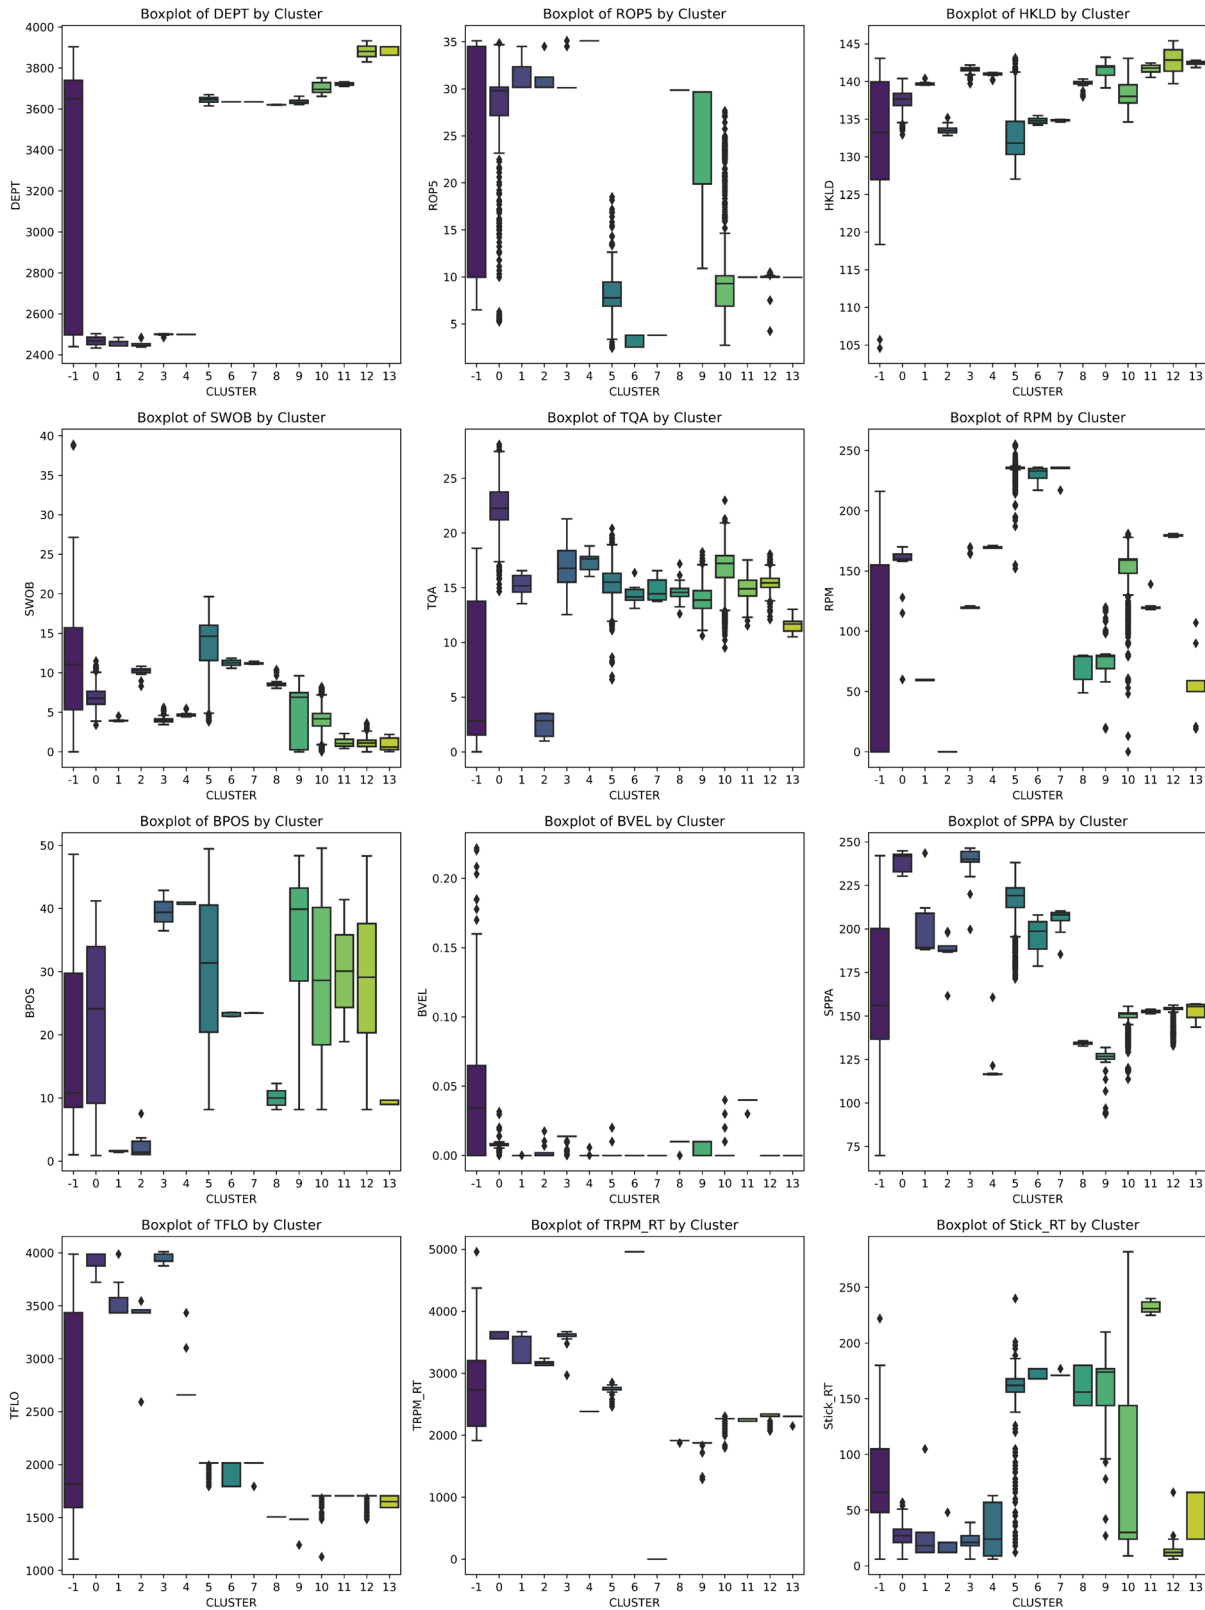 Boxplot of DEPT by Cluster
4000
3800
3600
3400
3200
3000
2800
2600
2400
DEPT
-1 0 1 2 3 4 5 6 7 8 9 10 11 12 13
CLUSTER
Boxplot of ROP5 by Cluster
35
30
25
20
15
10
5
ROP5
-1 0 1 2 3 4 5 6 7 8 9 10 11 12 13
CLUSTER
Boxplot of HKLD by Cluster
145
140
135
130
125
120
115
110
105
HKLD
-1 0 1 2 3 4 5 6 7 8 9 10 11 12 13
CLUSTER
Boxplot of SWOB by Cluster
40
35
30
25
20
15
10
5
0
SWOB
-1 0 1 2 3 4 5 6 7 8 9 10 11 12 13
CLUSTER
Boxplot of TQA by Cluster
25
20
15
10
5
0
TQA
-1 0 1 2 3 4 5 6 7 8 9 10 11 12 13
CLUSTER
Boxplot of RPM by Cluster
250
200
150
100
50
0
RPM
-1 0 1 2 3 4 5 6 7 8 9 10 11 12 13
CLUSTER
Boxplot of BPOS by Cluster
50
40
30
20
10
0
BPOS
-1 0 1 2 3 4 5 6 7 8 9 10 11 12 13
CLUSTER
Boxplot of BVEL by Cluster
0.20
0.15
0.10
0.05
0.00
BVEL
-1 0 1 2 3 4 5 6 7 8 9 10 11 12 13
CLUSTER
Boxplot of SPPA by Cluster
250
225
200
175
150
125
100
75
SPPA
-1 0 1 2 3 4 5 6 7 8 9 10 11 12 13
CLUSTER
Boxplot of TFLO by Cluster
4000
3500
3000
2500
2000
1500
1000
TFLO
-1 0 1 2 3 4 5 6 7 8 9 10 11 12 13
CLUSTER
Boxplot of TRPM_RT by Cluster
5000
4000
3000
2000
1000
0
TRPM_RT
-1 0 1 2 3 4 5 6 7 8 9 10 11 12 13
CLUSTER
Boxplot of Stick_RT by Cluster
250
200
150
100
50
0
Stick_RT
-1 0 1 2 3 4 5 6 7 8 9 10 11 12 13
CLUSTER